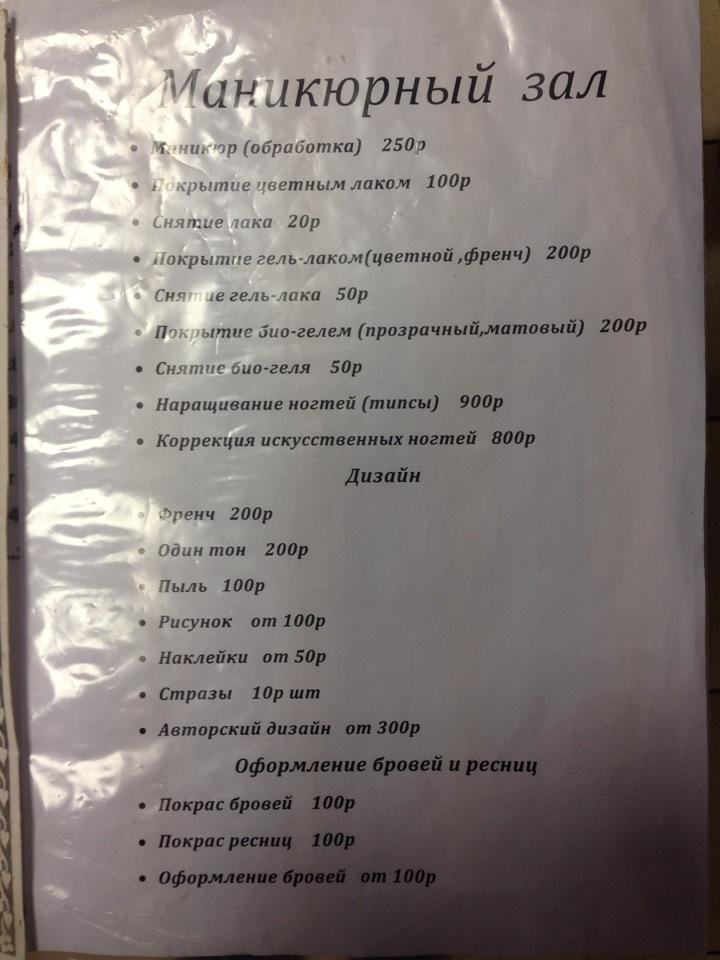 Маникюрный зал
• Маникюр (обработка) 250р
• Покрытие цветным лаком 100р
• Снятие лака 20р
• Покрытие гель-лаком(цветной ,френч) 200р
• Снятие гель-лака 50р
• Покрытие био-гелем (прозрачный,матовый) 200р
• Снятие био-геля 50р
• Наращивание ногтей (типсы) 900р
• Коррекция искусственных ногтей 800р
Дизайн
• Френч 200р
• Один тон 200р
• Пыль 100р
• Рисунок от 100р
• Наклейки от 50р
• Стразы 10р шт
• Авторский дизайн от 300р
Оформление бровей и ресниц
• Покрас бровей 100р
• Покрас ресниц 100р
• Оформление бровей от 100р